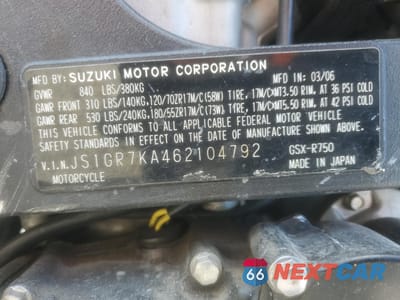 MFD BY: SUZUKI MOTOR CORPORATION
MFD IN: 03/06
GVWR 840 LBS/380KG
GAWR FRONT 310 LBS/140KG,120/70ZR17M/C(58W) TIRE, 17M/C×MT3.50 RIM, AT 36 PSI COLD
GAWR REAR 530 LBS/240KG,180/55ZR17M/C(73W) TIRE, 17M/C×MT5.50 RIM, AT 42 PSI COLD
THIS VEHICLE CONFORMS TO ALL APPLICABLE FEDERAL MOTOR VEHICLE
SAFETY STANDARDS IN EFFECT ON THE DATE OF MANUFACTURE SHOWN ABOVE.
V.I.N. JS1GR7KA462104792
GSX-R750
MOTORCYCLE
MADE IN JAPAN
66 NEXTCAR